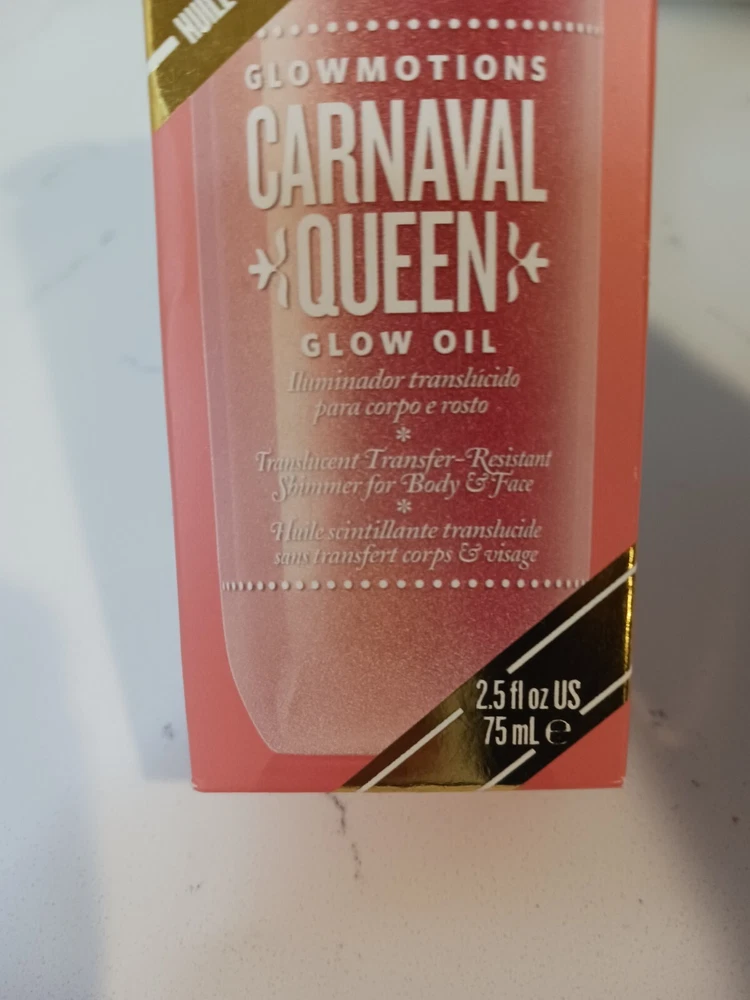 HUILE
GLOWMOTIONS
CARNAVAL
QUEEN
GLOW OIL
Iluminador translúcido
para corpo e rosto
*
Translucent Transfer-Resistant
Shimmer for Body & Face
*
Huile scintillante translucide
sans transfert corps & visage
2.5 fl oz US
75 mL ℮